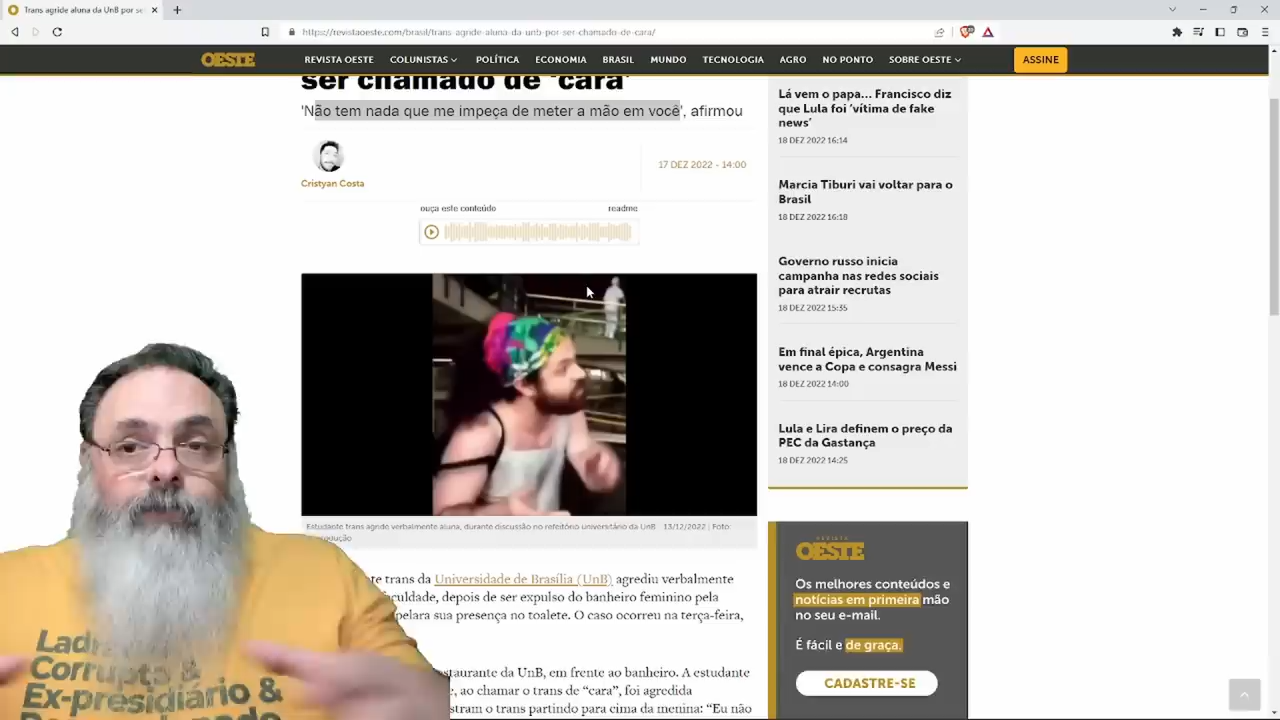 Trans agride aluna da UnB por se
https://revistaoeste.com/brasil/trans-agride-aluna-da-unb-por-ser-chamado-de-cara/
OESTE
REVISTA OESTE
COLUNISTAS
POLÍTICA
ECONOMIA
BRASIL
MUNDO
TECNOLOGIA
AGRO
NO PONTO
SOBRE OESTE
ASSINE
ser chamado de 'cara'
'Não tem nada que me impeça de meter a mão em você', afirmou
Cristyan Costa
17 DEZ 2022 - 14:00
ouça este conteúdo
readme
Estudante trans agride verbalmente aluna, durante discussão no refeitório universitário da UnB 13/12/2022 | Foto:
trans da Universidade de Brasília (UnB) agrediu verbalmente
depois de ser expulso do banheiro feminino pela
sua presença no toalete. O caso ocorreu na terça-feira,
da UnB, em frente ao banheiro. A estudante
ao chamar o trans de “cara”, foi agredida
o trans partindo para cima da menina: “Eu não
Lá vem o papa... Francisco diz
que Lula foi ‘vítima de fake
news’
18 DEZ 2022 16:14
Marcia Tiburi vai voltar para o
Brasil
18 DEZ 2022 16:18
Governo russo inicia
campanha nas redes sociais
para atrair recrutas
18 DEZ 2022 15:35
Em final épica, Argentina
vence a Copa e consagra Messi
18 DEZ 2022 14:00
Lula e Lira definem o preço da
PEC da Gastança
18 DEZ 2022 14:25
REVISTA
OESTE
Os melhores conteúdos e
notícias em primeira mão
no seu e-mail.
É fácil e de graça.
CADASTRE-SE
Ex-presidiário &